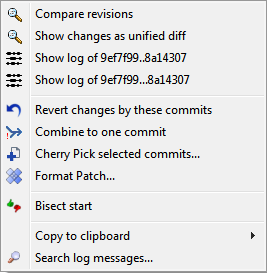 Compare revisions
Show changes as unified diff
Show log of 9ef7f99..8a14307
Show log of 9ef7f99...8a14307
Revert changes by these commits
Combine to one commit
Cherry Pick selected commits...
Format Patch...
Bisect start
Copy to clipboard
Search log messages...